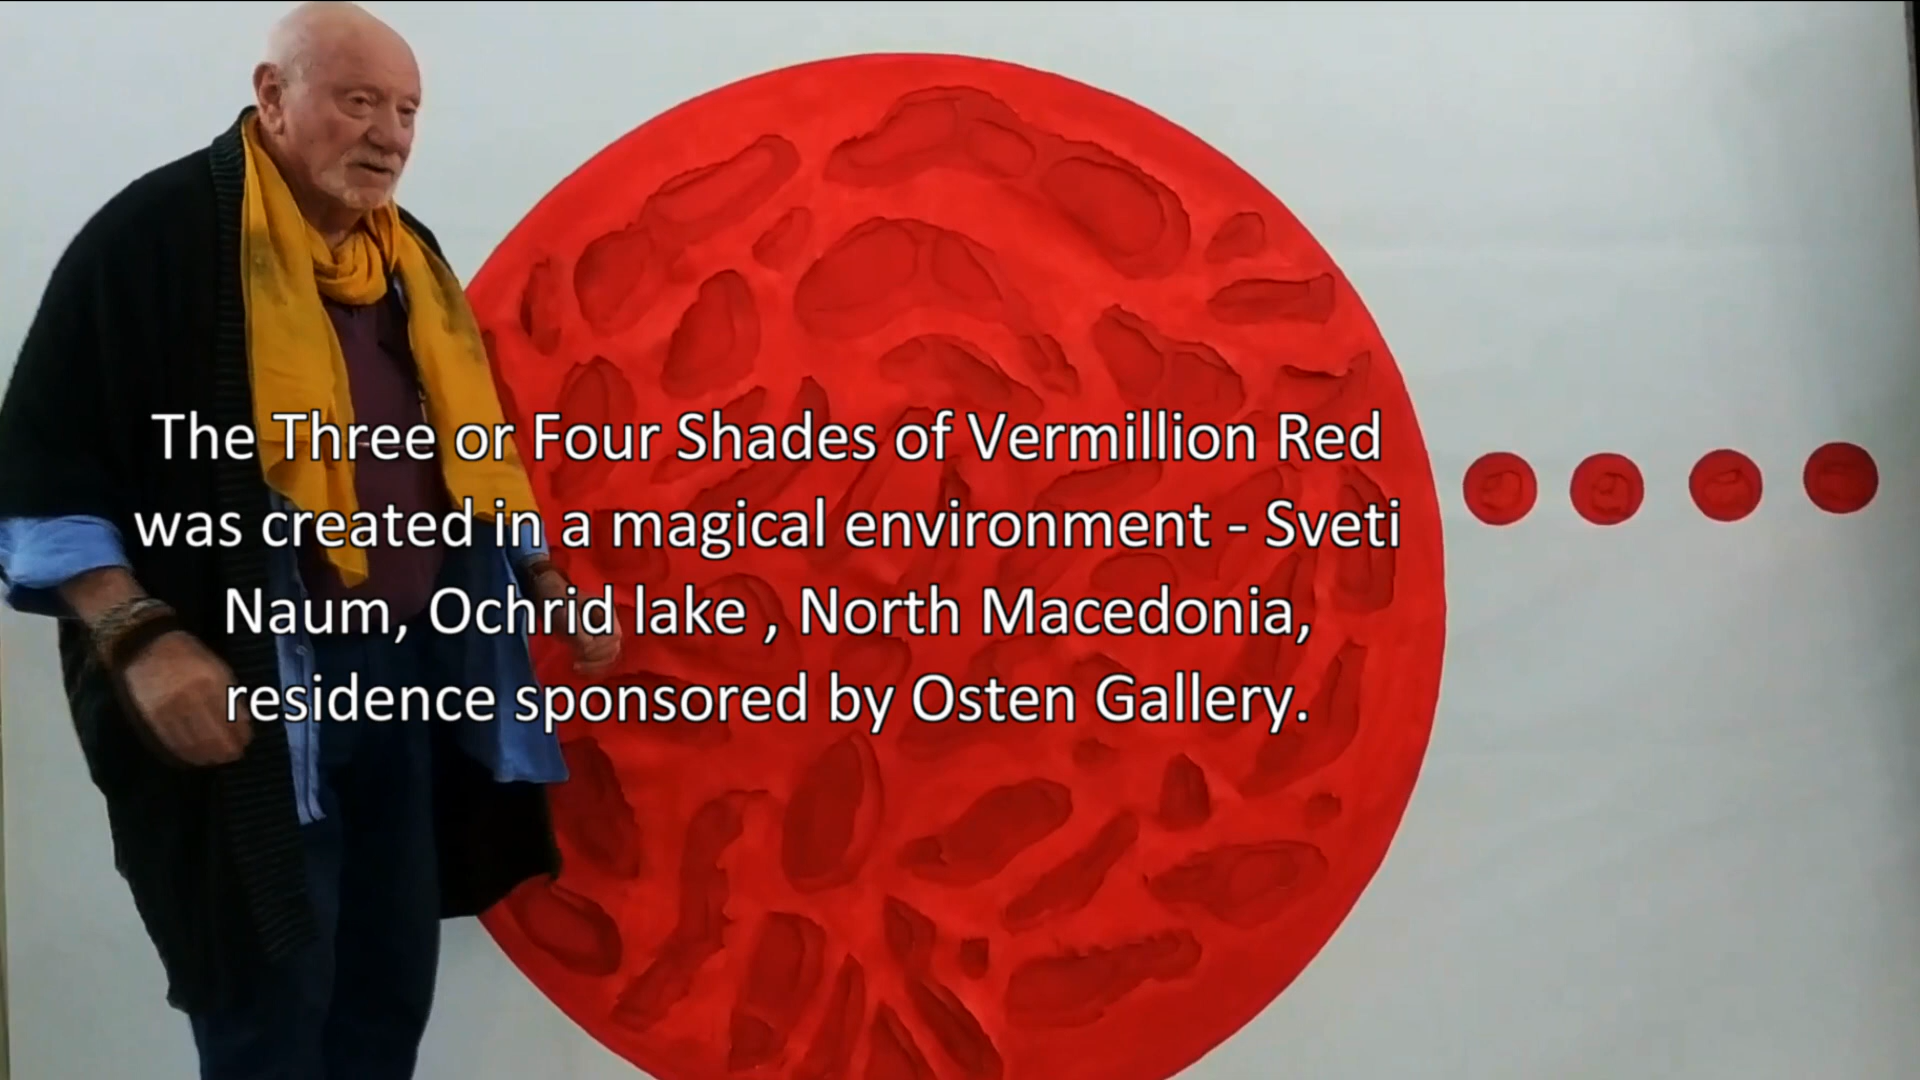 The Three or Four Shades of Vermillion Red
was created in a magical environment - Sveti
Naum, Ochrid lake , North Macedonia,
residence sponsored by Osten Gallery.